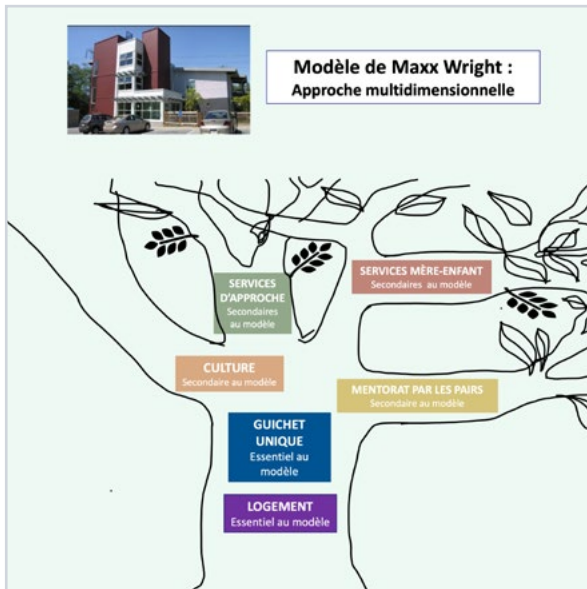 Modèle de Maxx Wright :
Approche multidimensionnelle
SERVICES MÈRE-ENFANT
Secondaires au modèle
SERVICES
D'APPROCHE
Secondaires
au modèle
CULTURE
Secondaire au modèle
MENTORAT PAR LES PAIRS
Secondaire au modèle
GUICHET
UNIQUE
Essentiel au
modèle
LOGEMENT
Essentiel au modèle